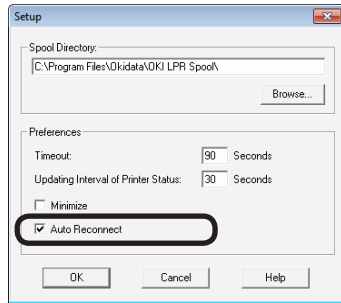 Setup
Spool Directory:
C:\Program Files\Okidata\OKI LPR Spool\
Browse...
Preferences
Timeout: 90 Seconds
Updating Interval of Printer Status: 30 Seconds
Minimize
Auto Reconnect
OK Cancel Help